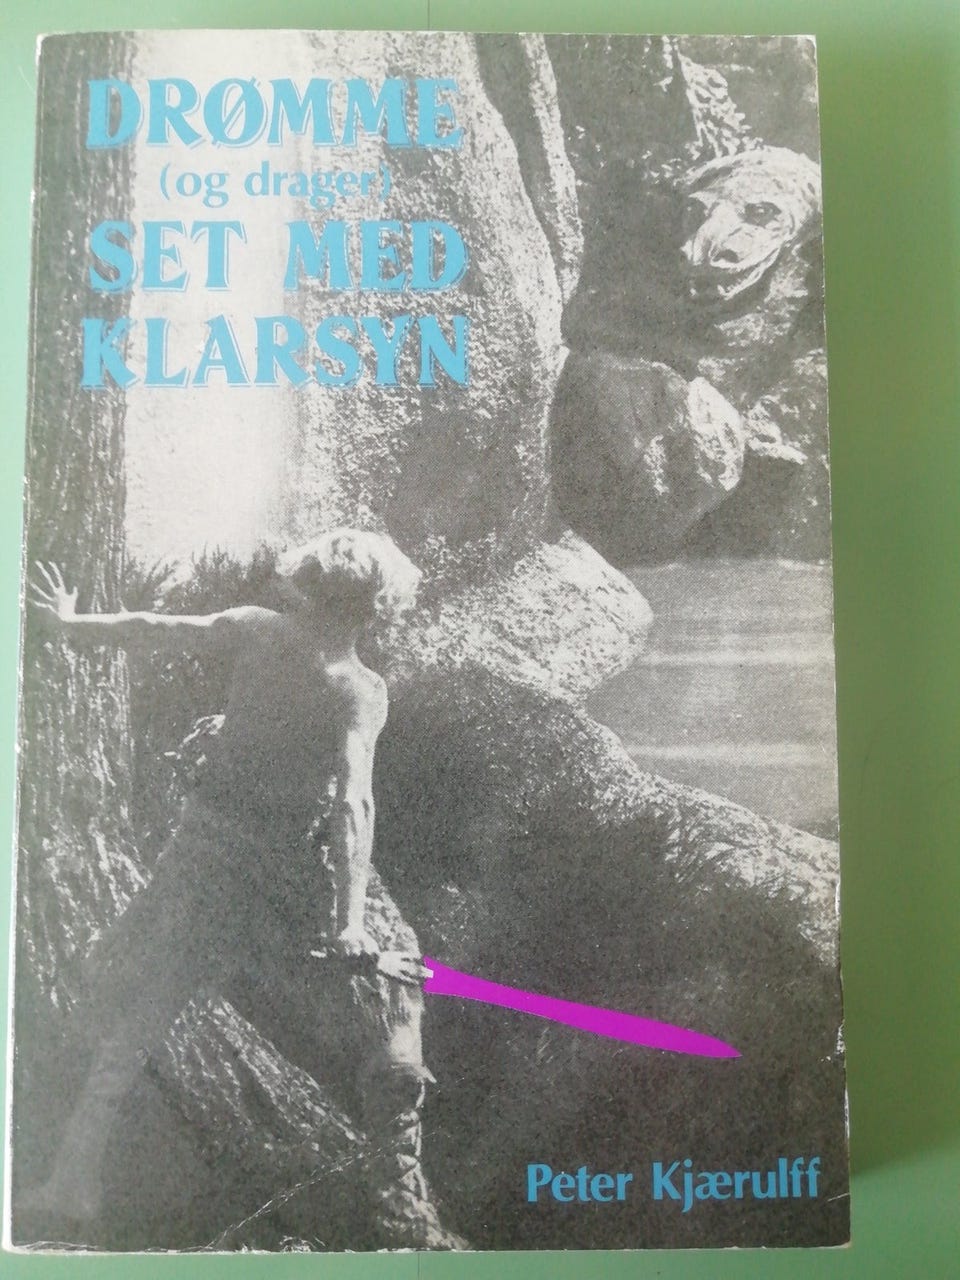 DRØMME
(og drager)
SET MED
KLARSYN
Peter Kjærulff